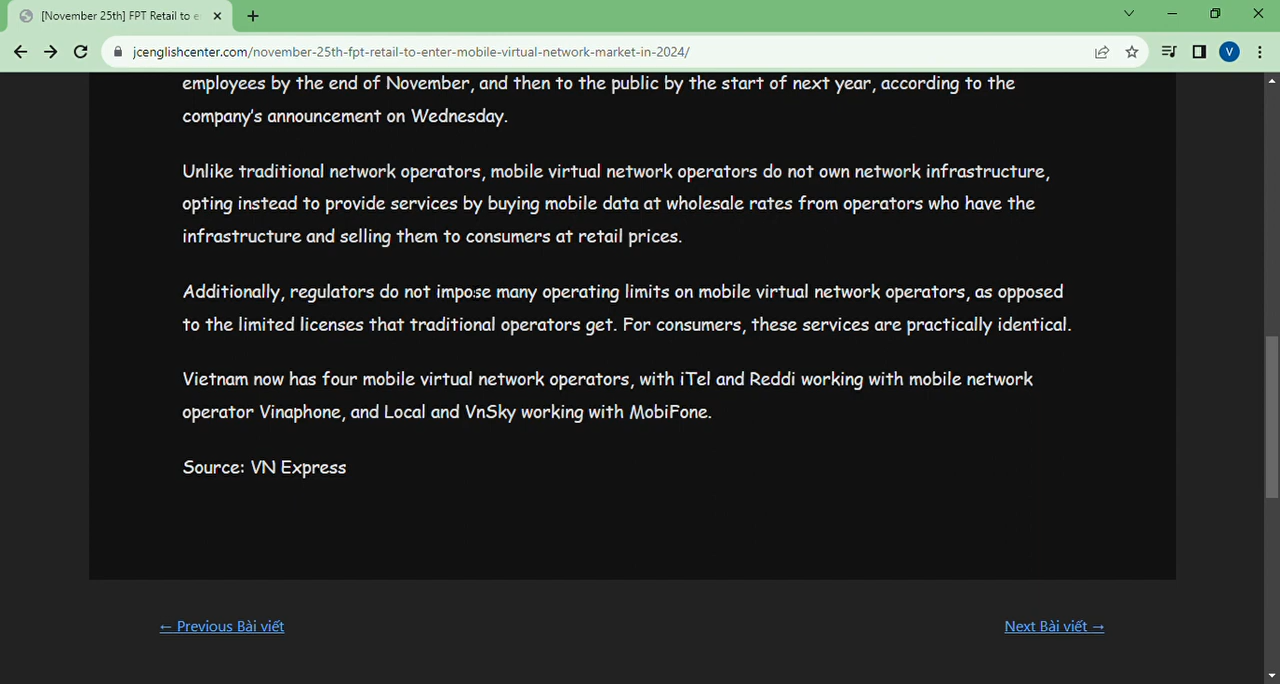 [November 25th] FPT Retail to e
jcenglishcenter.com/november-25th-fpt-retail-to-enter-mobile-virtual-network-market-in-2024/
V
employees by the end of November, and then to the public by the start of next year, according to the
company's announcement on Wednesday.
Unlike traditional network operators, mobile virtual network operators do not own network infrastructure,
opting instead to provide services by buying mobile data at wholesale rates from operators who have the
infrastructure and selling them to consumers at retail prices.
Additionally, regulators do not impose many operating limits on mobile virtual network operators, as opposed
to the limited licenses that traditional operators get. For consumers, these services are practically identical.
Vietnam now has four mobile virtual network operators, with iTel and Reddi working with mobile network
operator Vinaphone, and Local and VnSky working with MobiFone.
Source: VN Express
← Previous Bài viết
Next Bài viết →